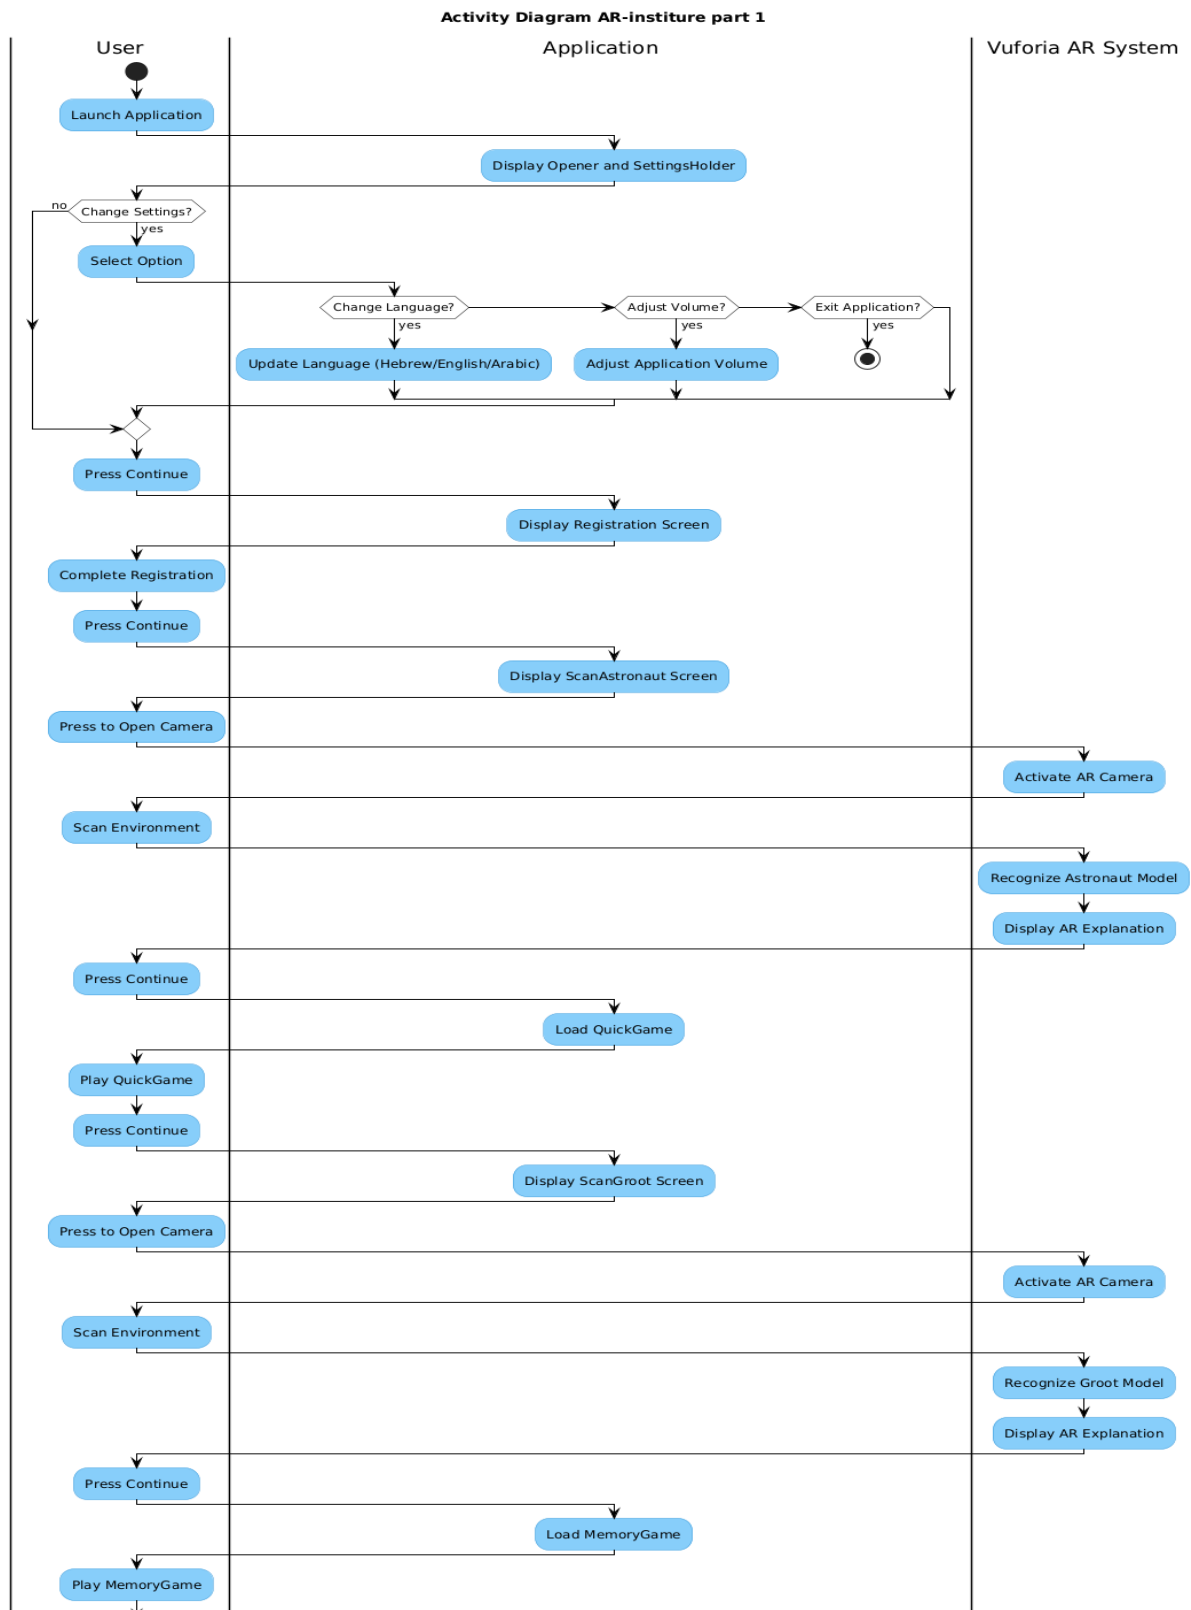 Activity Diagram AR-institure part 1
User
Application
Vuforia AR System
Launch Application
Display Opener and SettingsHolder
no
Change Settings?
yes
Select Option
Change Language?
Adjust Volume?
Exit Application?
yes
yes
yes
Update Language (Hebrew/English/Arabic)
Adjust Application Volume
Press Continue
Display Registration Screen
Complete Registration
Press Continue
Display ScanAstronaut Screen
Press to Open Camera
Activate AR Camera
Scan Environment
Recognize Astronaut Model
Display AR Explanation
Press Continue
Load QuickGame
Play QuickGame
Press Continue
Display ScanGroot Screen
Press to Open Camera
Activate AR Camera
Scan Environment
Recognize Groot Model
Display AR Explanation
Press Continue
Load MemoryGame
Play MemoryGame